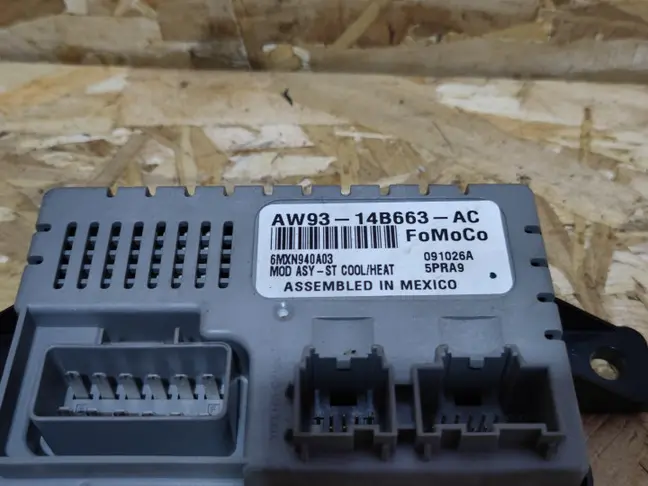 AW93-14B663-AC
FoMoCo
6MXN940A03 091026A
MOD ASY-ST COOL/HEAT 5PRA9
ASSEMBLED IN MEXICO